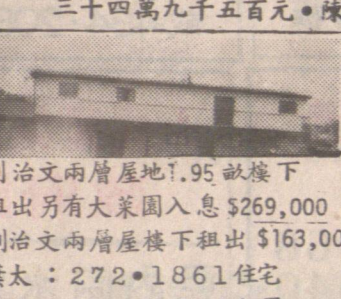 三十四萬九千五百元•陳
治文兩層屋地1.95畝樓下
出另有大菜園入息$269,000
治文兩層屋樓下租出 $163,00
太：272•1861住宅